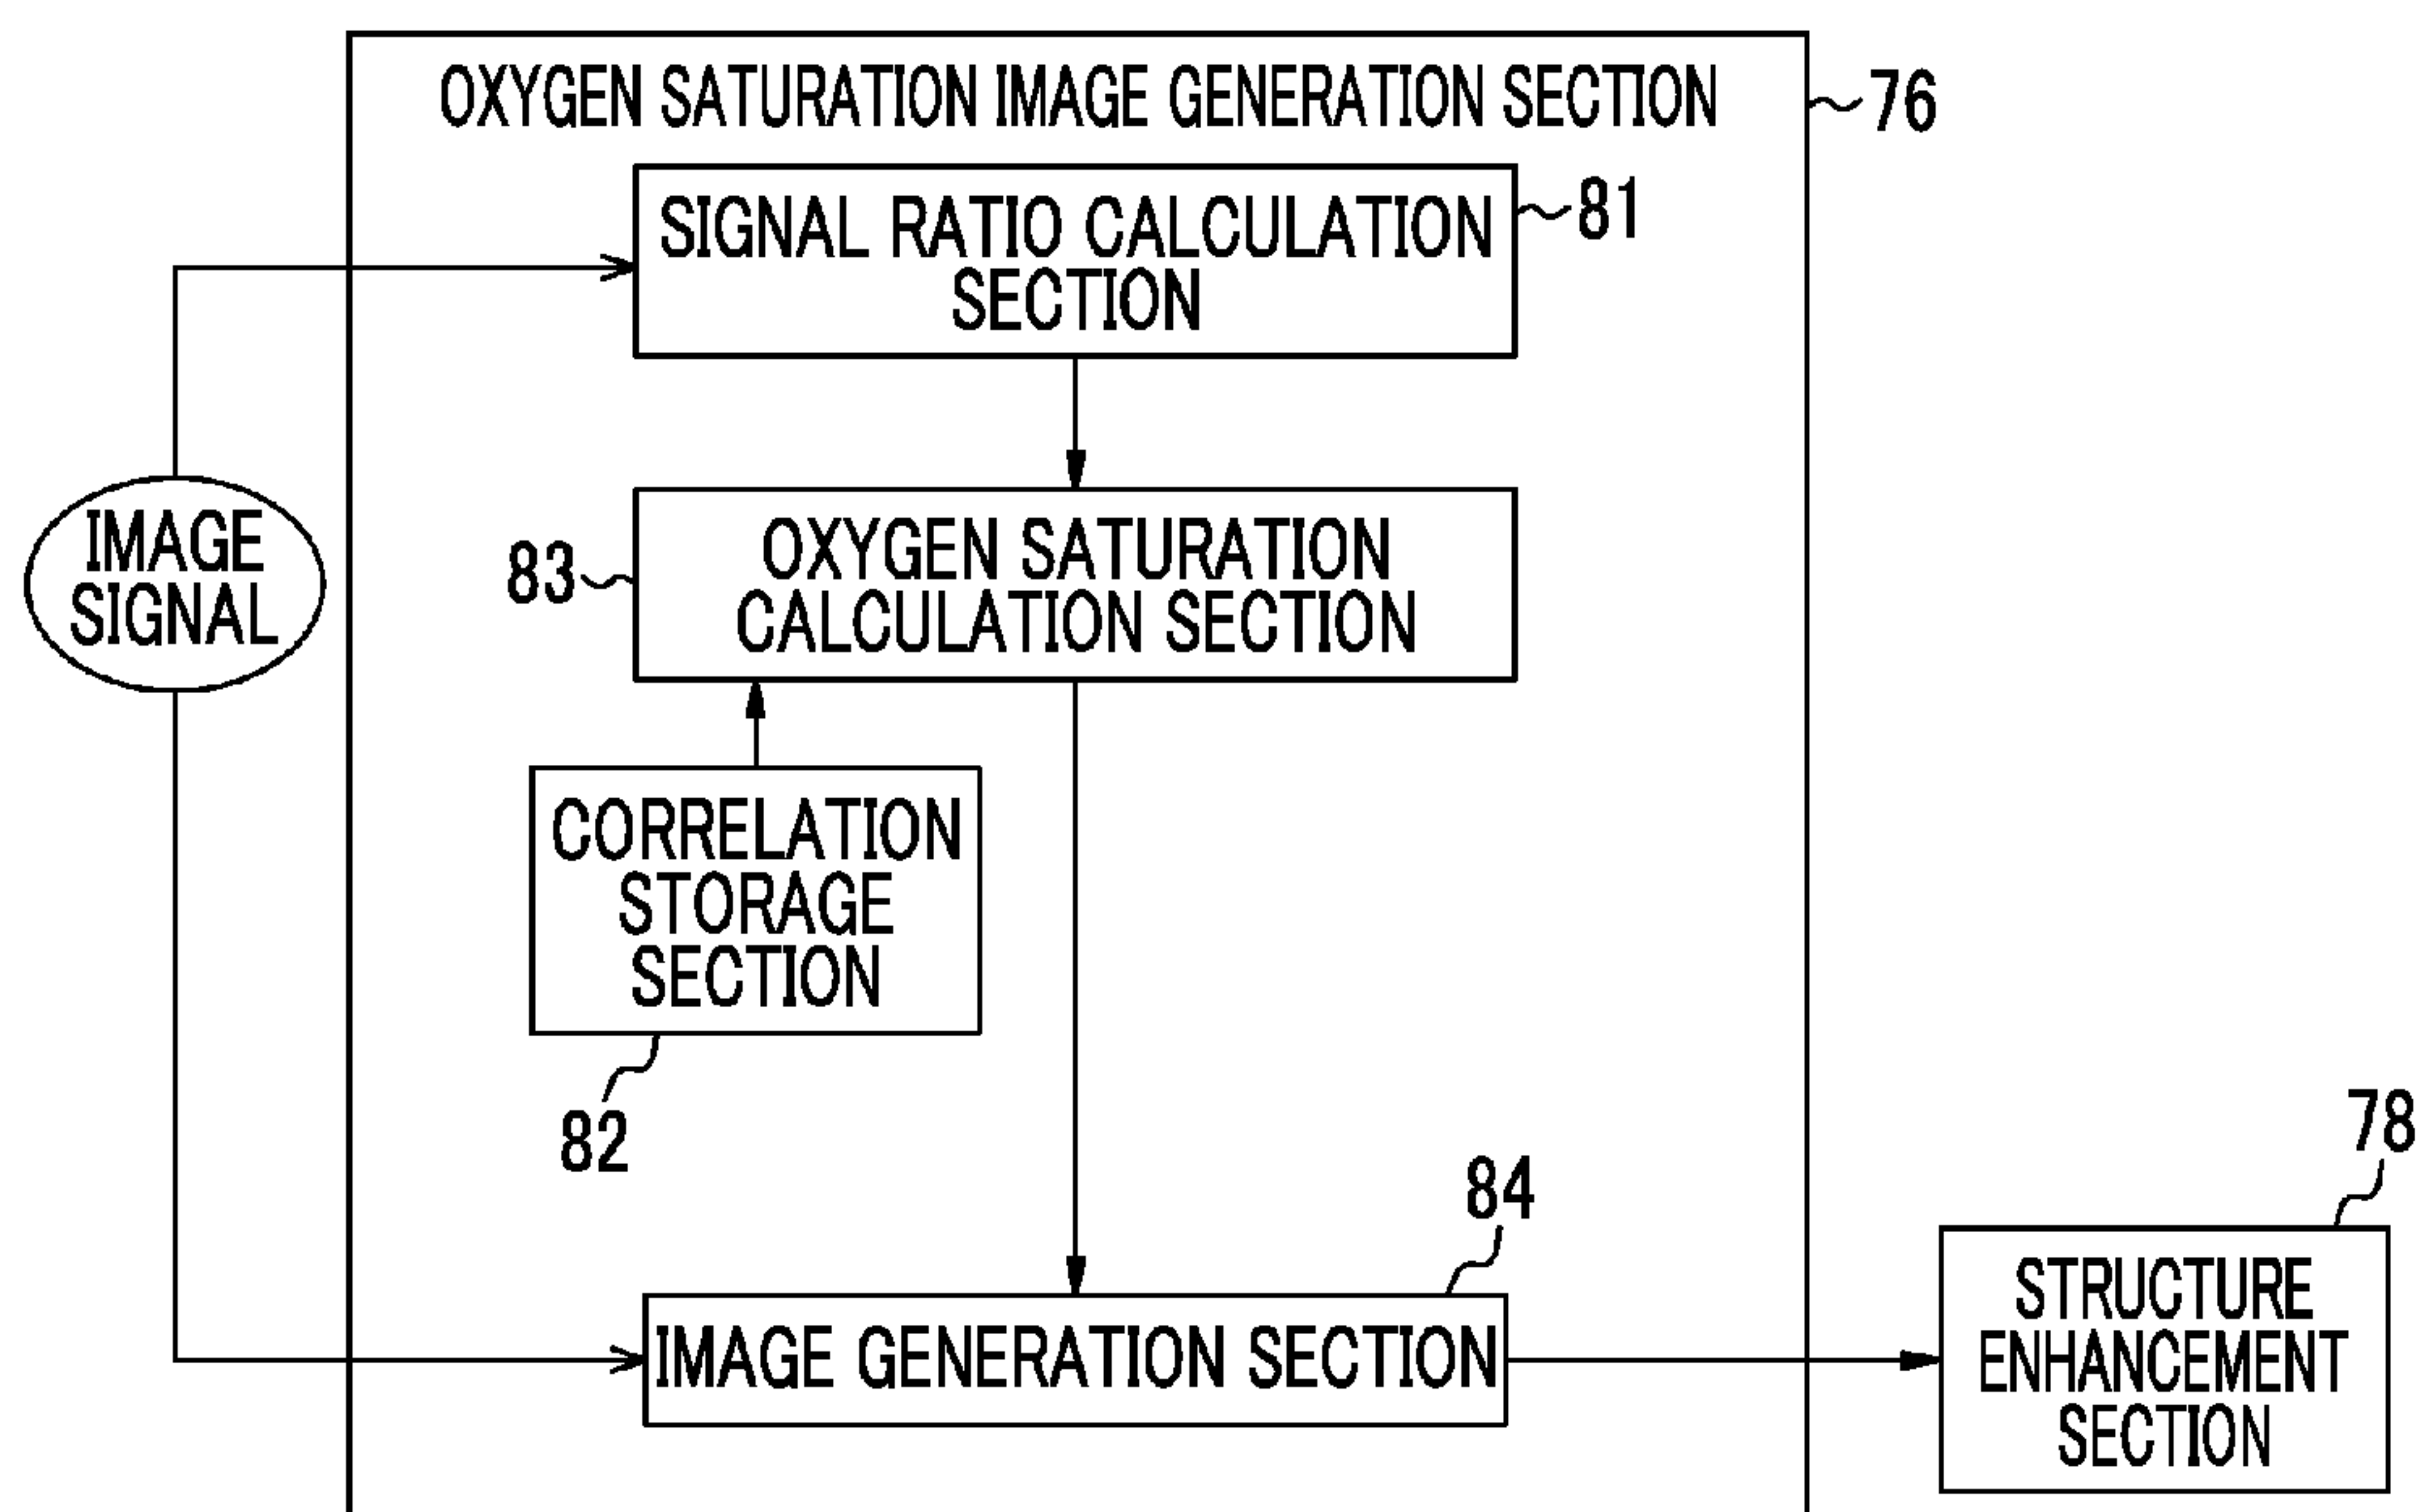 OXYGEN SATURATION IMAGE GENERATION SECTION
76
SIGNAL RATIO CALCULATION
SECTION
81
IMAGE
SIGNAL
83
OXYGEN SATURATION
CALCULATION SECTION
CORRELATION
STORAGE
SECTION
82
84
IMAGE GENERATION SECTION
78
STRUCTURE
ENHANCEMENT
SECTION